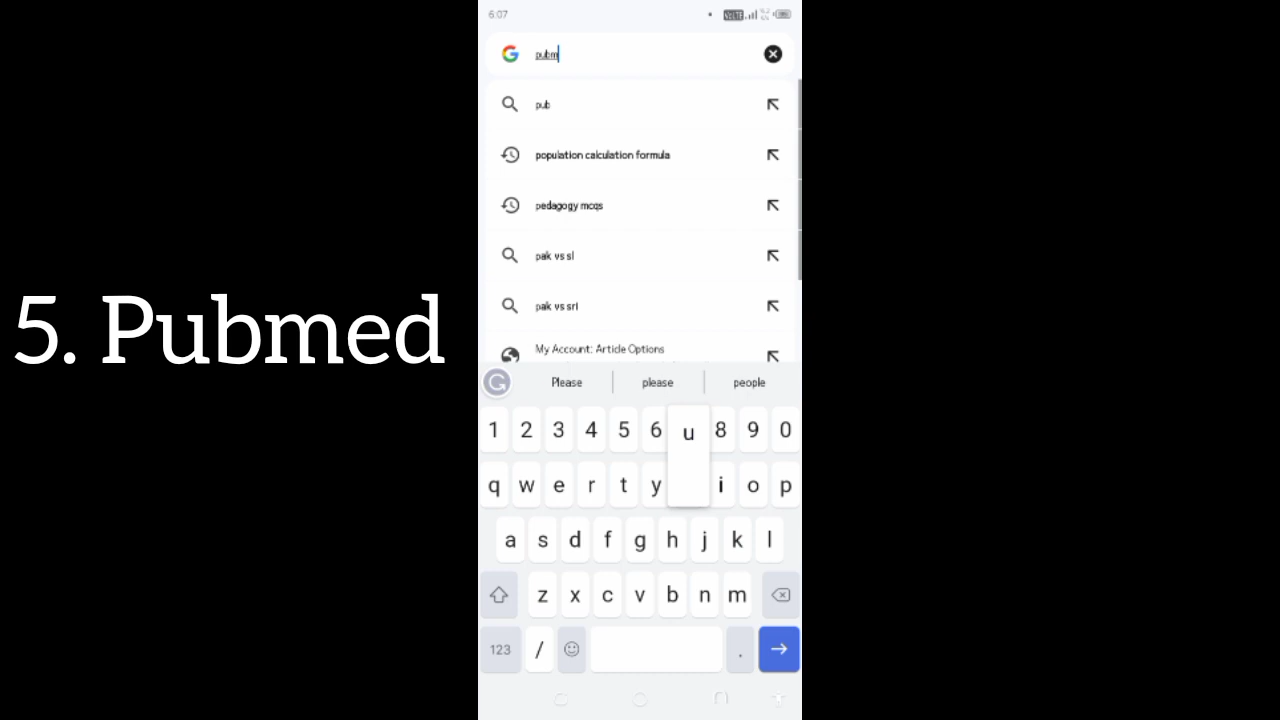 5. Pubmed
6:07
pubm
pub
population calculation formula
pedagogy mcqs
pak vs sl
pak vs sri
My Account: Article Options
Please please people
1 2 3 4 5 6 u 8 9 0
q w e r t y i o p
a s d f g h j k l
z x c v b n m
123 / .